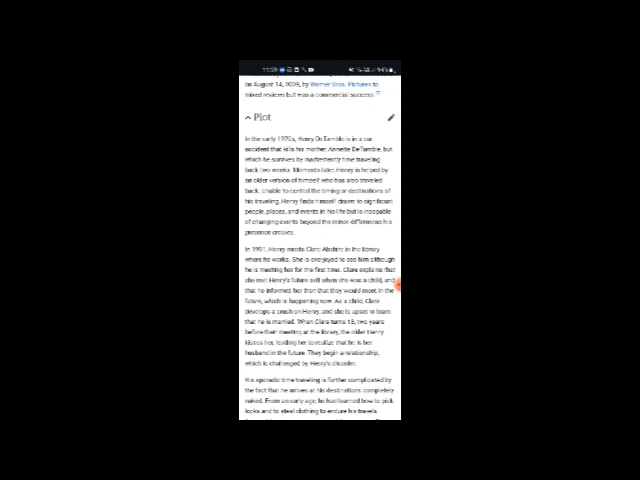 11:59 94%
on August 14, 2009, by Warner Bros. Pictures to
mixed reviews but was a commercial success.
Plot
In the early 1970s, Henry DeTamble is in a car
accident that kills his mother, Annette DeTamble, but
which he survives by inadvertently time traveling
back two weeks. Moments later, Henry is helped by
an older version of himself who has also traveled
back. Unable to control the timing or destinations of
his traveling, Henry finds himself drawn to significant
people, places, and events in his life but is incapable
of changing events beyond the minor differences his
presence creates.
In 1991, Henry meets Clare Abshire in the library
where he works. She is overjoyed to see him although
he is meeting her for the first time. Clare explains that
she met Henry's future self when she was a child, and
that he informed her then that they would meet in the
future, which is happening now. As a child, Clare
develops a crush on Henry, and she is upset to learn
that he is married. When Clare turns 18, two years
before their meeting at the library, the older Henry
kisses her, leading her to realize that he is her
husband in the future. They begin a relationship,
which is challenged by Henry's disorder.
His sporadic time traveling is further complicated by
the fact that he arrives at his destinations completely
naked. From an early age, he had learned how to pick
locks and to steal clothing to endure his travels.